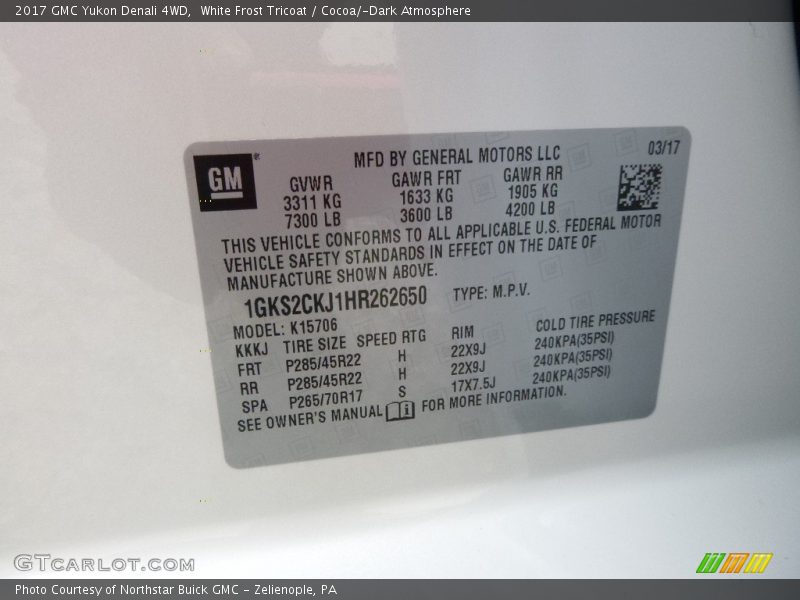 2017 GMC Yukon Denali 4WD,  White Frost Tricoat / Cocoa/­Dark Atmosphere
GM®
MFD BY GENERAL MOTORS LLC 03/17
GVWR GAWR FRT GAWR RR
3311 KG 1633 KG 1905 KG
7300 LB 3600 LB 4200 LB
THIS VEHICLE CONFORMS TO ALL APPLICABLE U.S. FEDERAL MOTOR
VEHICLE SAFETY STANDARDS IN EFFECT ON THE DATE OF
MANUFACTURE SHOWN ABOVE.
1GKS2CKJ1HR262650 TYPE: M.P.V.
MODEL: K15706
KKKJ TIRE SIZE SPEED RTG RIM COLD TIRE PRESSURE
FRT P285/45R22 H 22X9J 240KPA(35PSI)
RR P285/45R22 H 22X9J 240KPA(35PSI)
SPA P265/70R17 S 17X7.5J 240KPA(35PSI)
SEE OWNER'S MANUAL FOR MORE INFORMATION.
GTCARLOT.COM
Photo Courtesy of Northstar Buick GMC - Zelienople, PA